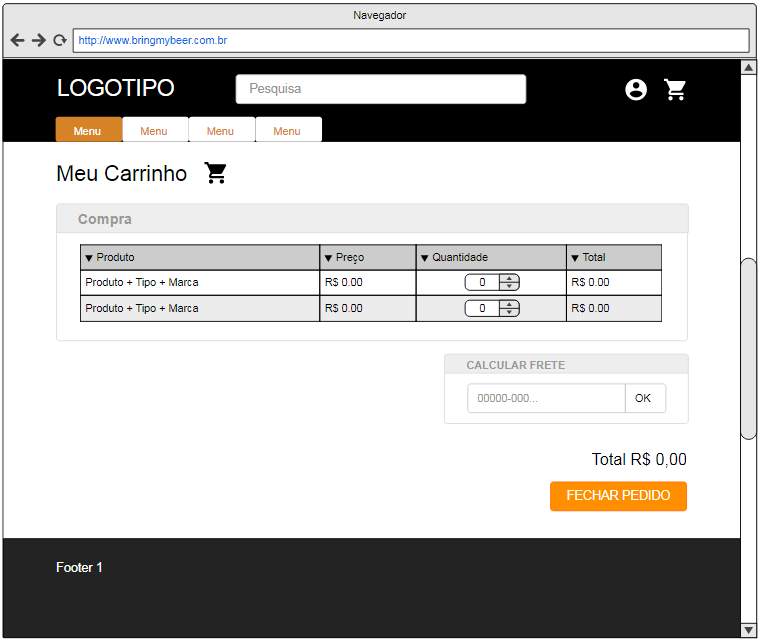 Navegador
http://www.bringmybeer.com.br
LOGOTIPO
Pesquisa
Menu Menu Menu Menu
Meu Carrinho
Compra
Produto Preço Quantidade Total
Produto + Tipo + Marca R$ 0.00 0 R$ 0.00
Produto + Tipo + Marca R$ 0.00 0 R$ 0.00
CALCULAR FRETE
00000-000... OK
Total R$ 0,00
FECHAR PEDIDO
Footer 1